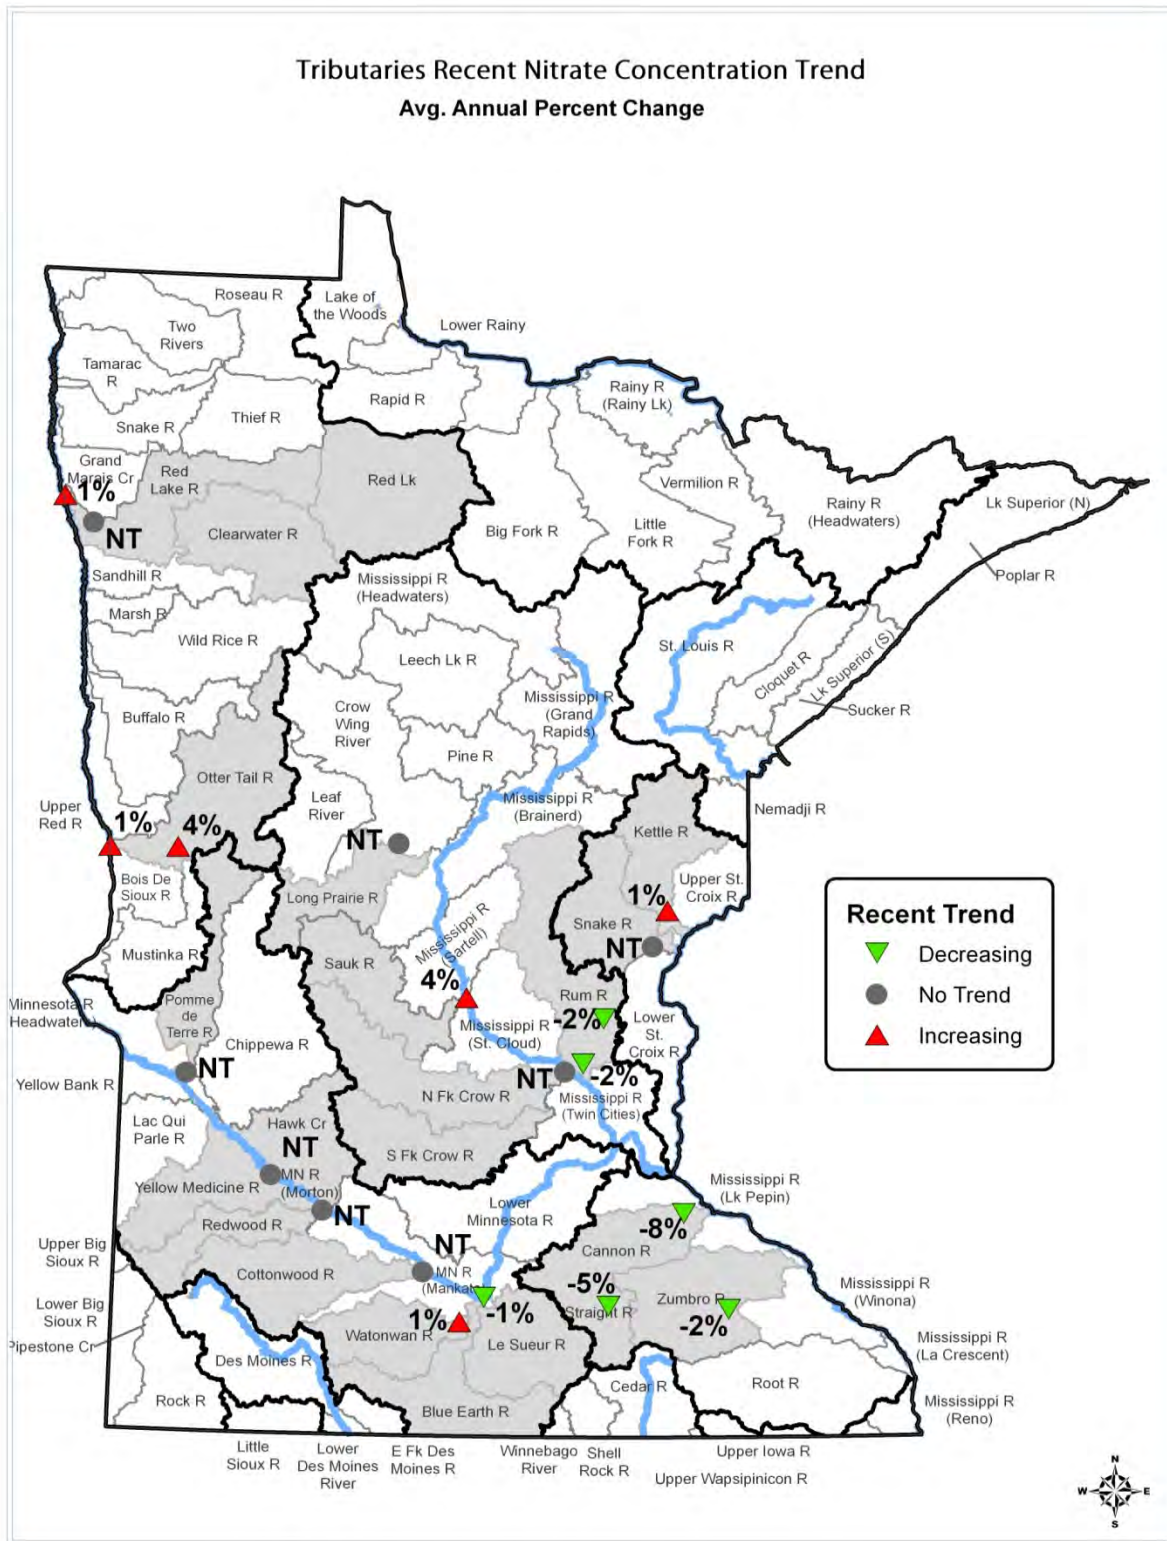 Tributaries Recent Nitrate Concentration Trend
Avg. Annual Percent Change
Roseau R
Lake of
the Woods
Lower Rainy
Two
Rivers
Tamarac
R
Rapid R
Rainy R
(Rainy Lk)
Snake R
Thief R
Grand
Marais Cr
Red
Lake R
Red Lk
1%
NT
Vermilion R
Rainy R
(Headwaters)
Lk Superior (N)
Clearwater R
Big Fork R
Little
Fork R
Poplar R
Sandhill R
Mississippi R
(Headwaters)
Marsh R
Wild Rice R
Leech Lk R
St. Louis R
Cloquet R
Lk Superior (S)
Sucker R
Buffalo R
Crow
Wing
River
Mississippi R
(Grand
Rapids)
Pine R
Otter Tail R
Leaf
River
Mississippi R
(Brainerd)
Nemadji R
Upper
Red R
1%
4%
NT
Kettle R
Bois De
Sioux R
Long Prairie R
1%
Upper St.
Croix R
Mustinka R
Sauk R
Mississippi R
(Sartell)
Snake R
NT
4%
Recent Trend
Decreasing
No Trend
Increasing
Minnesota R
Headwaters)
Pomme
de
Terre R
Chippewa R
Mississippi R
(St. Cloud)
Rum R
-2%
Lower
St.
Croix R
Yellow Bank R
NT
NT
-2%
N Fk Crow R
Mississippi R
(Twin Cities)
Lac Qui
Parle R
Hawk Cr
NT
S Fk Crow R
Yellow Medicine R
MN R
(Morton)
Mississippi R
(Lk Pepin)
Redwood R
NT
Lower
Minnesota R
-8%
Cannon R
Upper Big
Sioux R
Cottonwood R
NT
MN R
(Mankat
-5%
Straight R
Zumbro R
-2%
Mississippi R
(Winona)
Lower Big
Sioux R
1%
-1%
Watonwan R
Le Sueur R
Pipestone Cr
Mississippi R
(La Crescent)
Des Moines R
Cedar R
Root R
Rock R
Blue Earth R
Mississippi R
(Reno)
Little
Sioux R
Lower
Des Moines
River
E Fk Des
Moines R
Winnebago
River
Shell
Rock R
Upper Iowa R
Upper Wapsipinicon R
N
W E
S